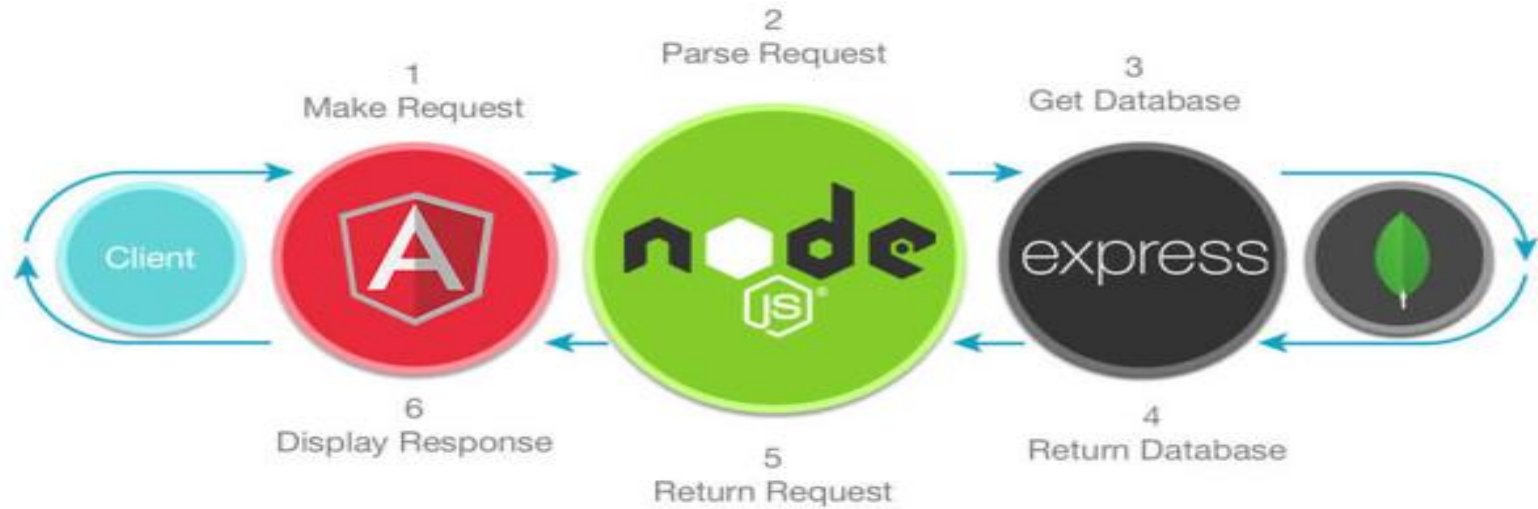 1
Make Request
2
Parse Request
3
Get Database
Client
A
node
JS®
express
6
Display Response
5
Return Request
4
Return Database